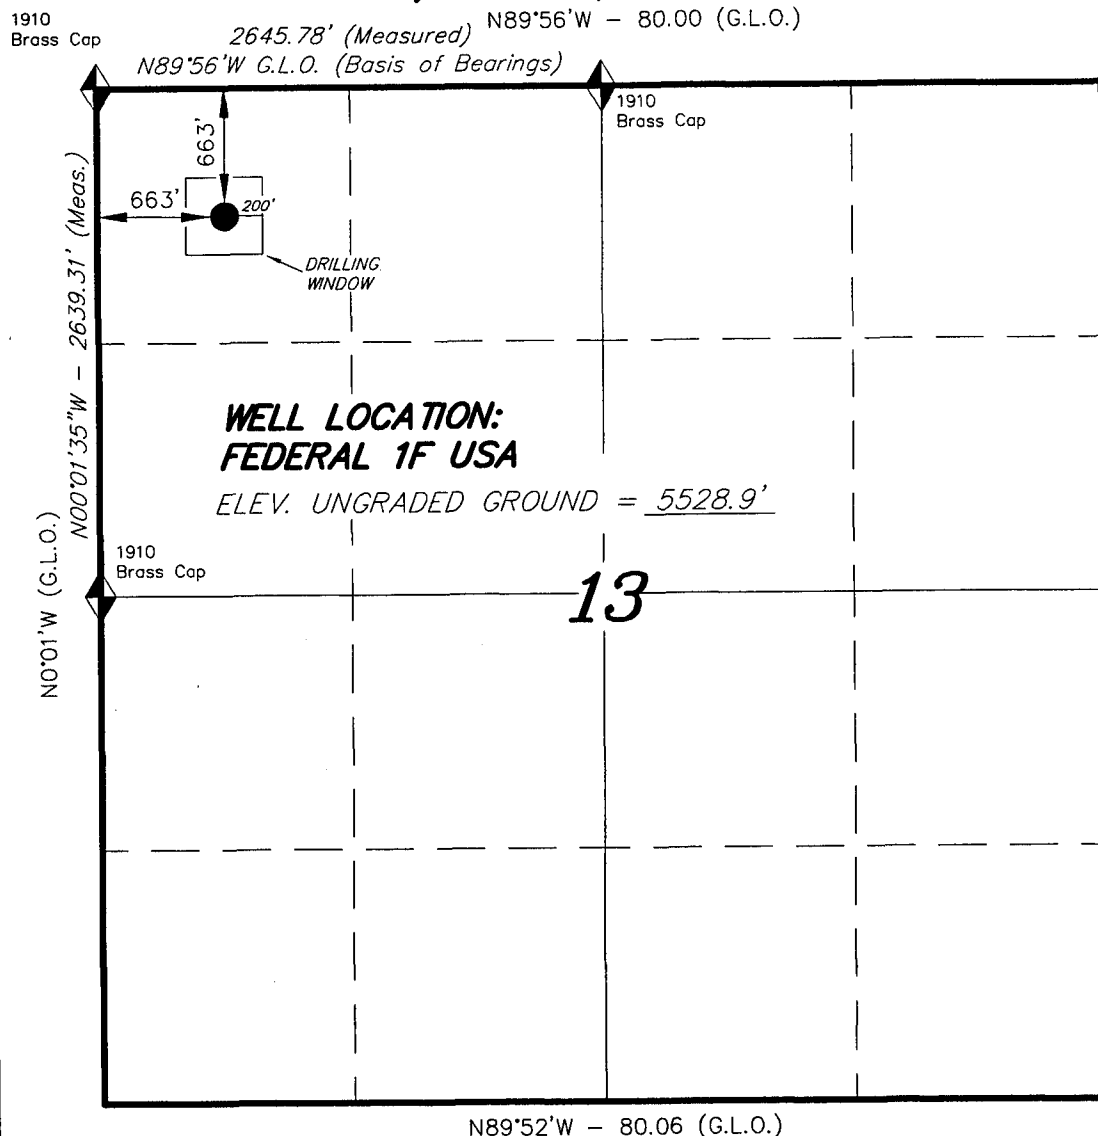 N89°56'W - 80.00 (G.L.O.)
1910
Brass Cap
2645.78' (Measured)
N89°56'W G.L.O. (Basis of Bearings)
1910
Brass Cap
663'
663'
200'
DRILLING
WINDOW
N00°01'35"W - 2639.31' (Meas.)
WELL LOCATION:
FEDERAL 1F USA
ELEV. UNGRADED GROUND = 5528.9'
1910
Brass Cap
13
N0°01'W (G.L.O.)
N89°52'W - 80.06 (G.L.O.)